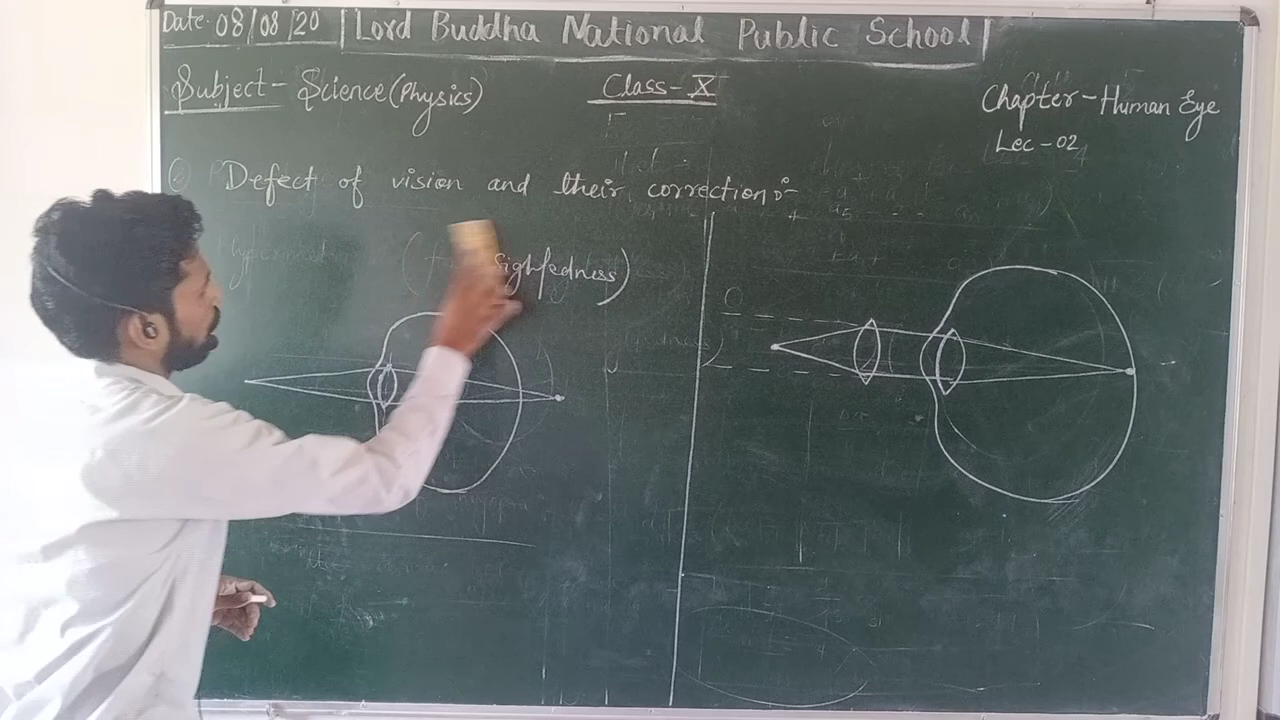 Date. 08/08/20 Lord Buddha National Public School
Subject - Science (Physics) Class - X Chapter - Human Eye
Lec - 02
Defect of vision and their correction :-
Sightedness)